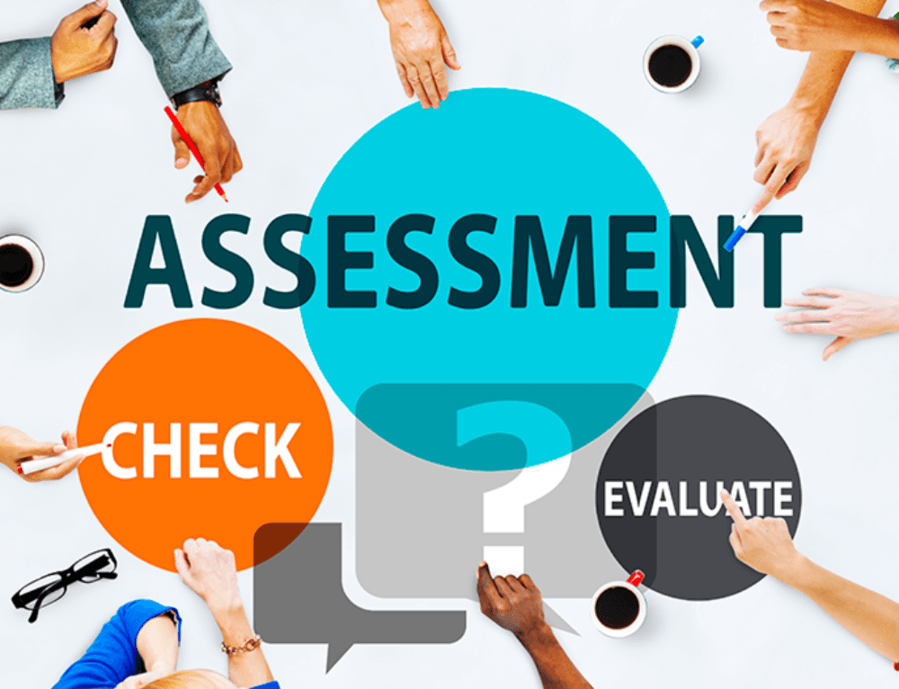 ASSESSMENT
CHECK
?
EVALUATE